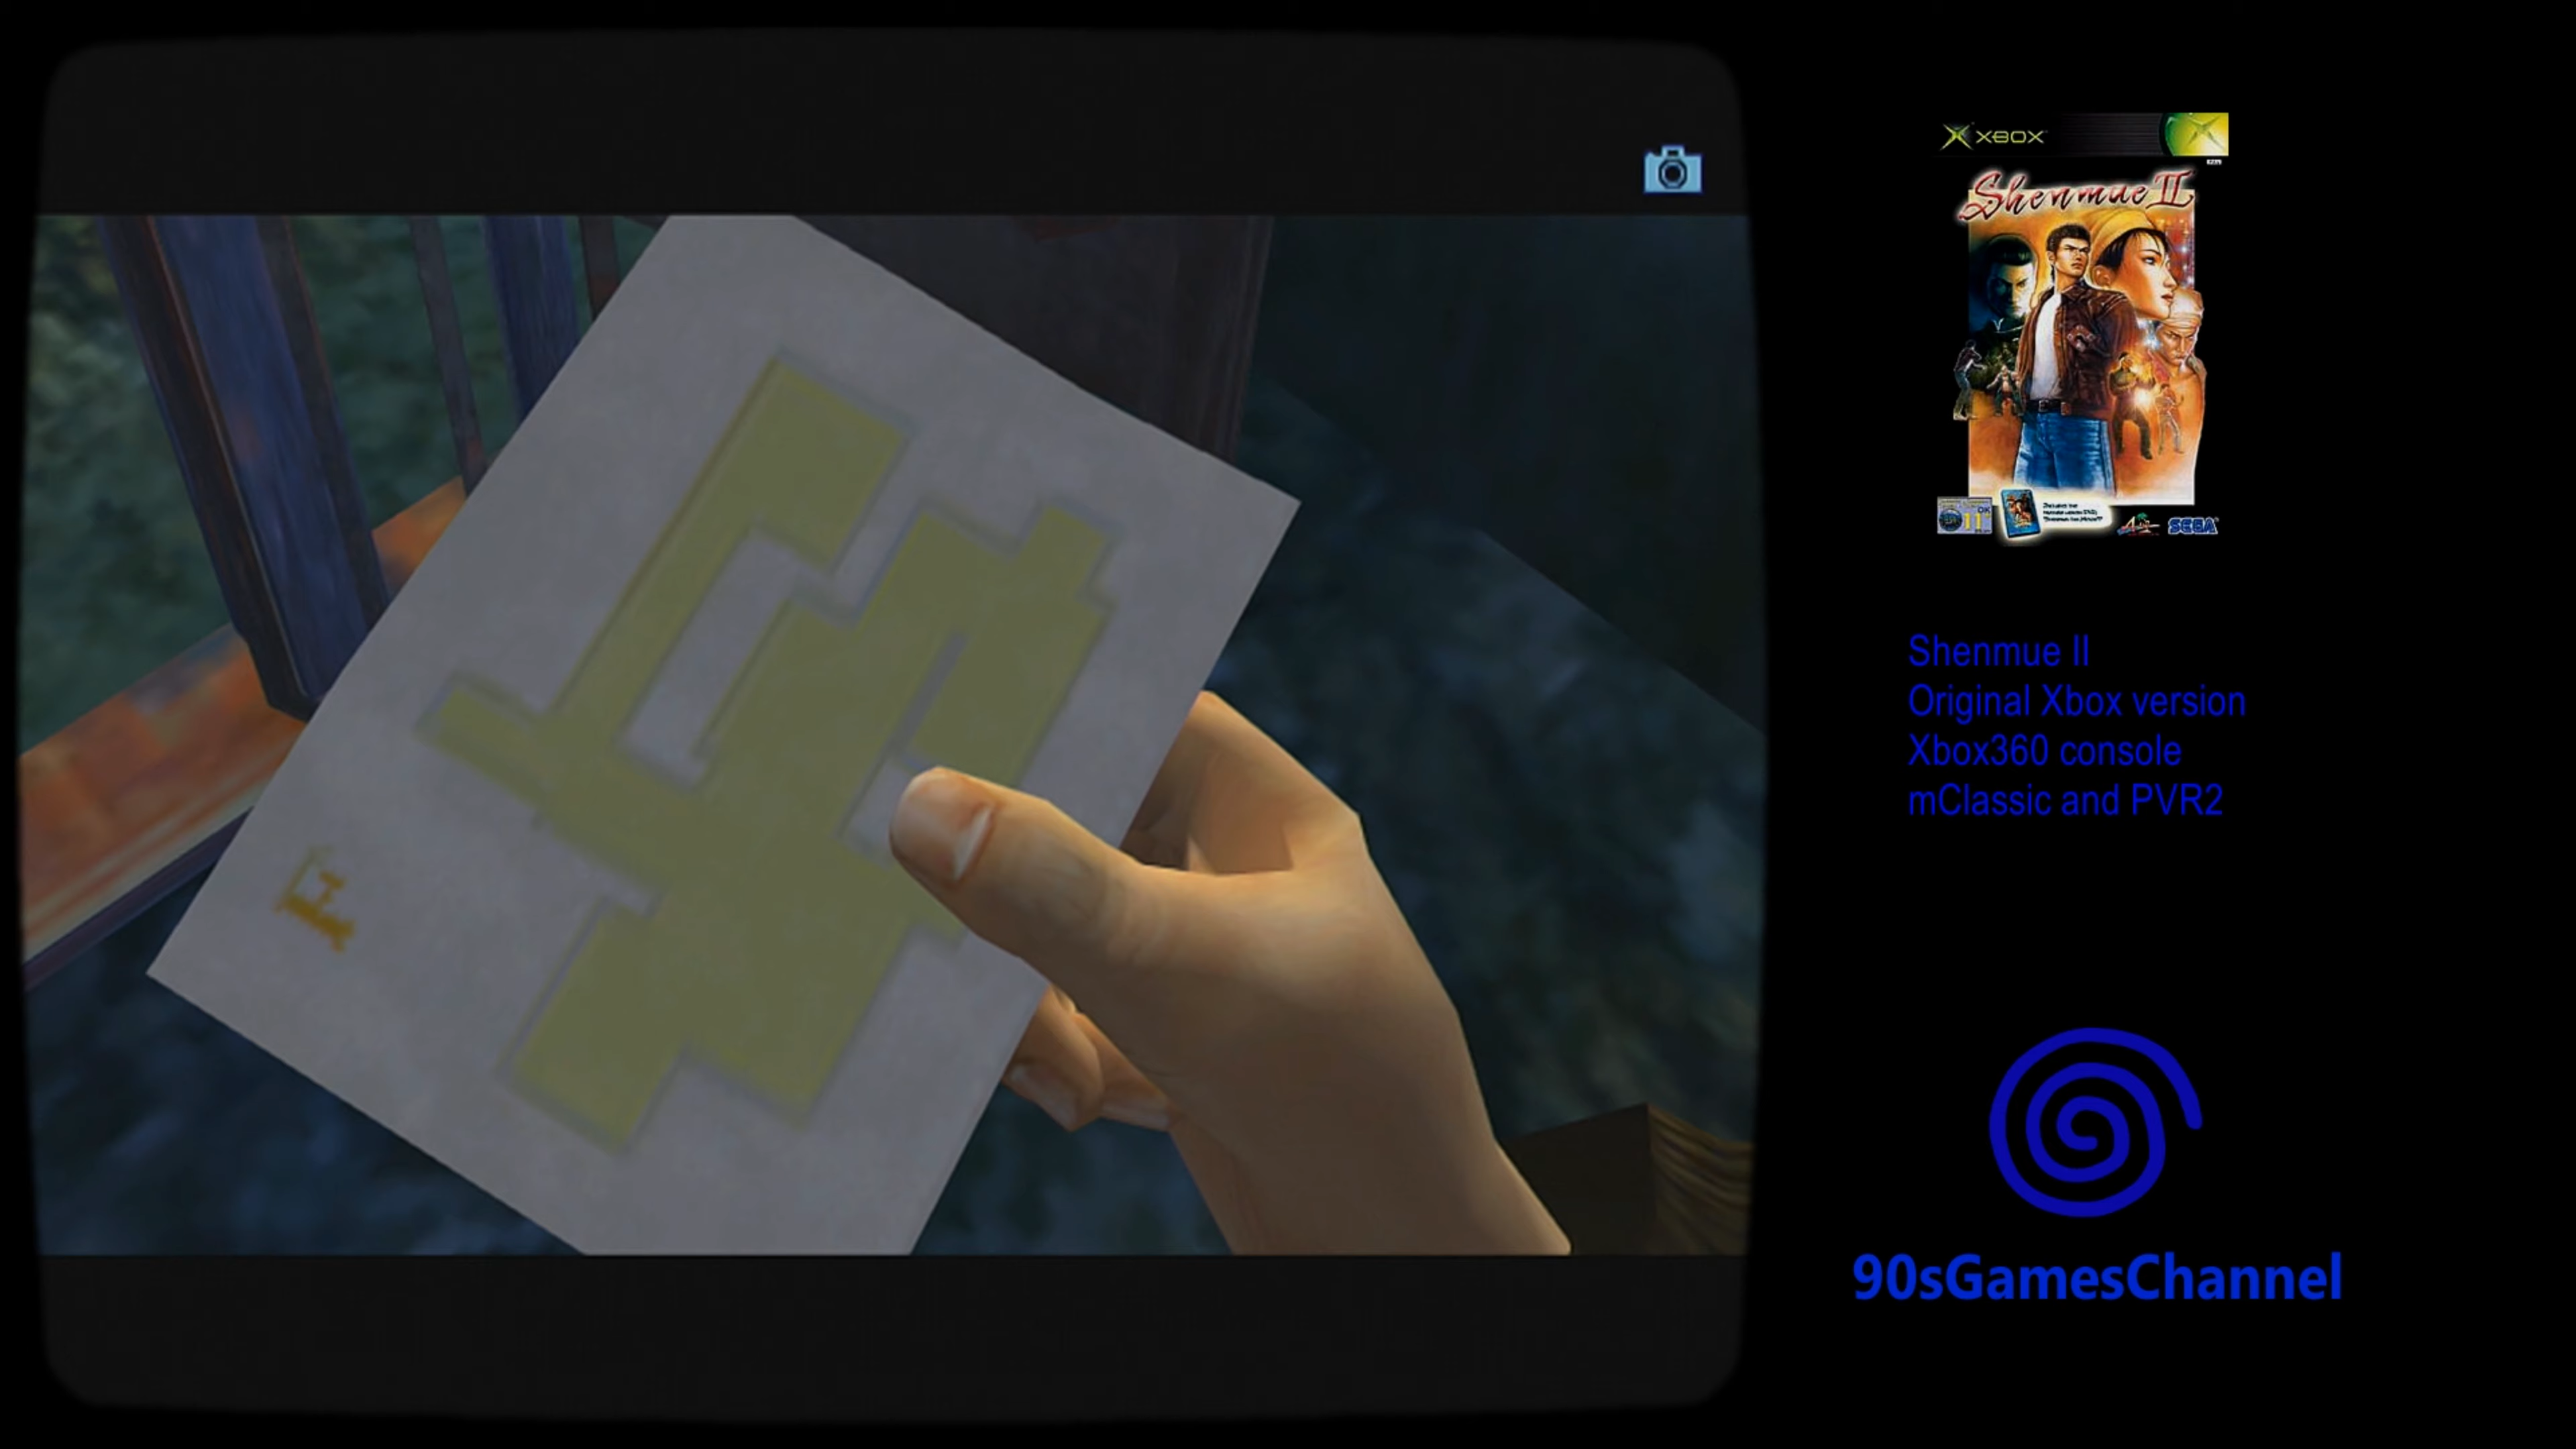 XBOX
Shenmue II
SEGA
Shenmue II
Original Xbox version
Xbox360 console
mClassic and PVR2
90sGamesChannel